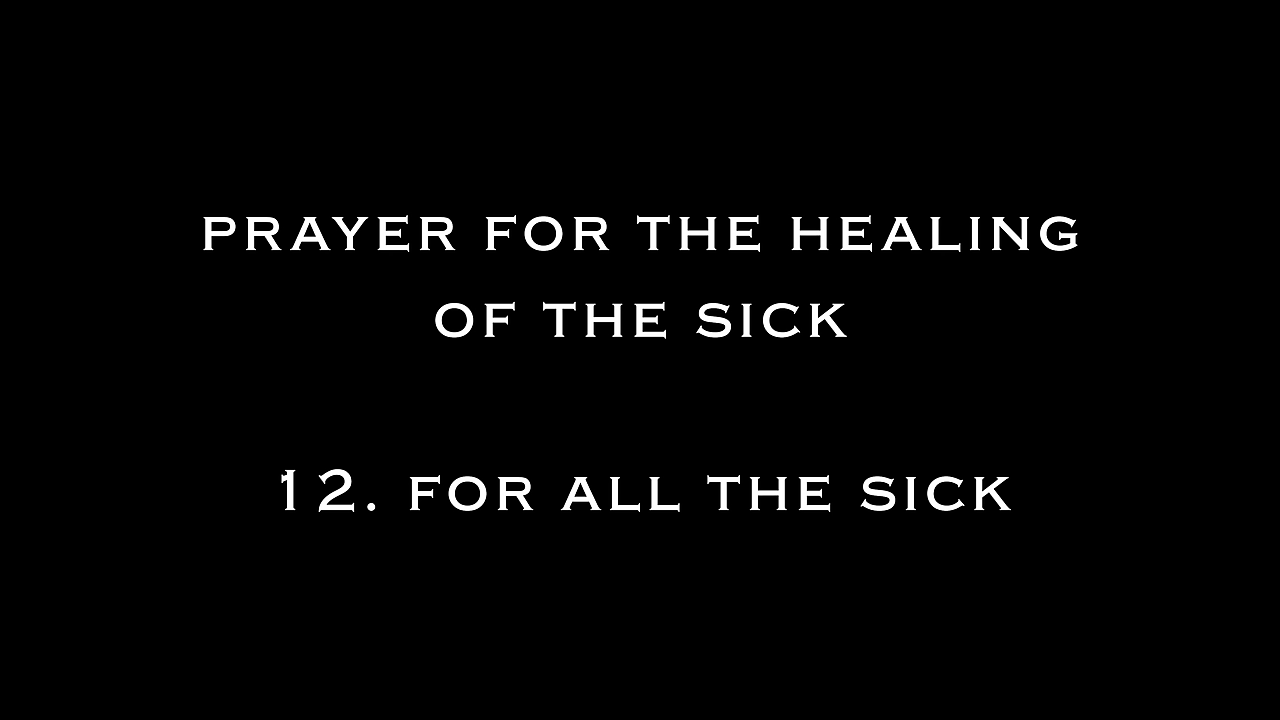 PRAYER FOR THE HEALING
OF THE SICK
12. FOR ALL THE SICK